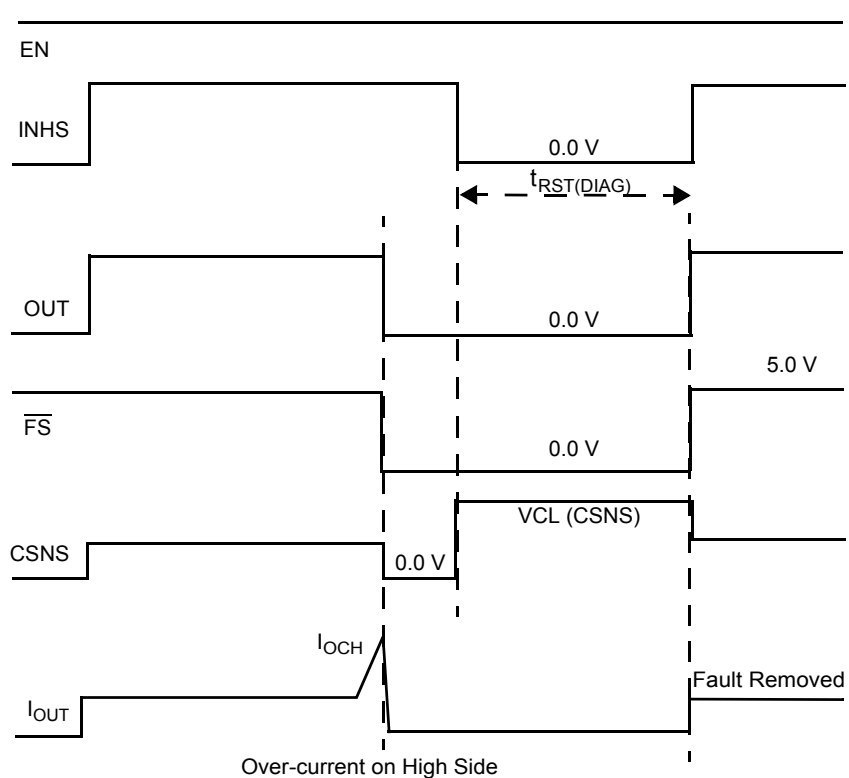 EN
INHS
0.0 V
tRST(DIAG)
OUT
0.0 V
5.0 V
FS
0.0 V
VCL (CSNS)
CSNS
0.0 V
IOCH
Fault Removed
IOUT
Over-current on High Side